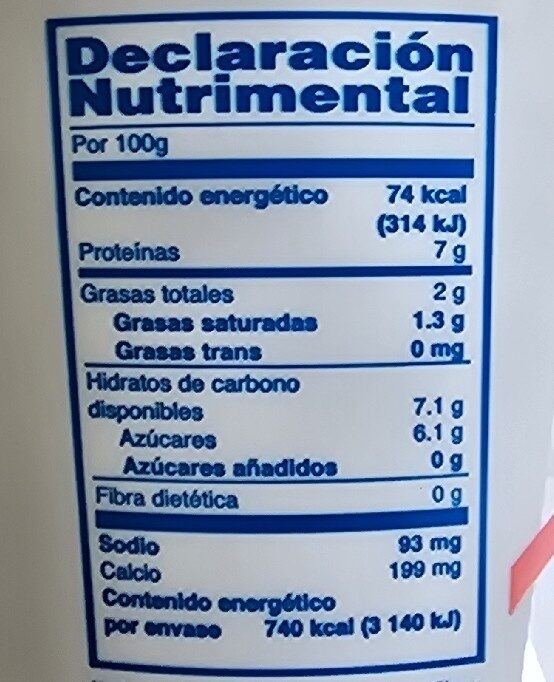 Declaración
Nutrimental
Por 100g
Contenido energético 74 kcal
(314 kJ)
Proteínas 7 g
Grasas totales 2 g
Grasas saturadas 1.3 g
Grasas trans 0 mg
Hidratos de carbono
disponibles 7.1 g
Azúcares 6.1 g
Azúcares añadidos 0 g
Fibra dietética 0 g
Sodio 93 mg
Calcio 199 mg
Contenido energético
por envase 740 kcal (3 140 kJ)